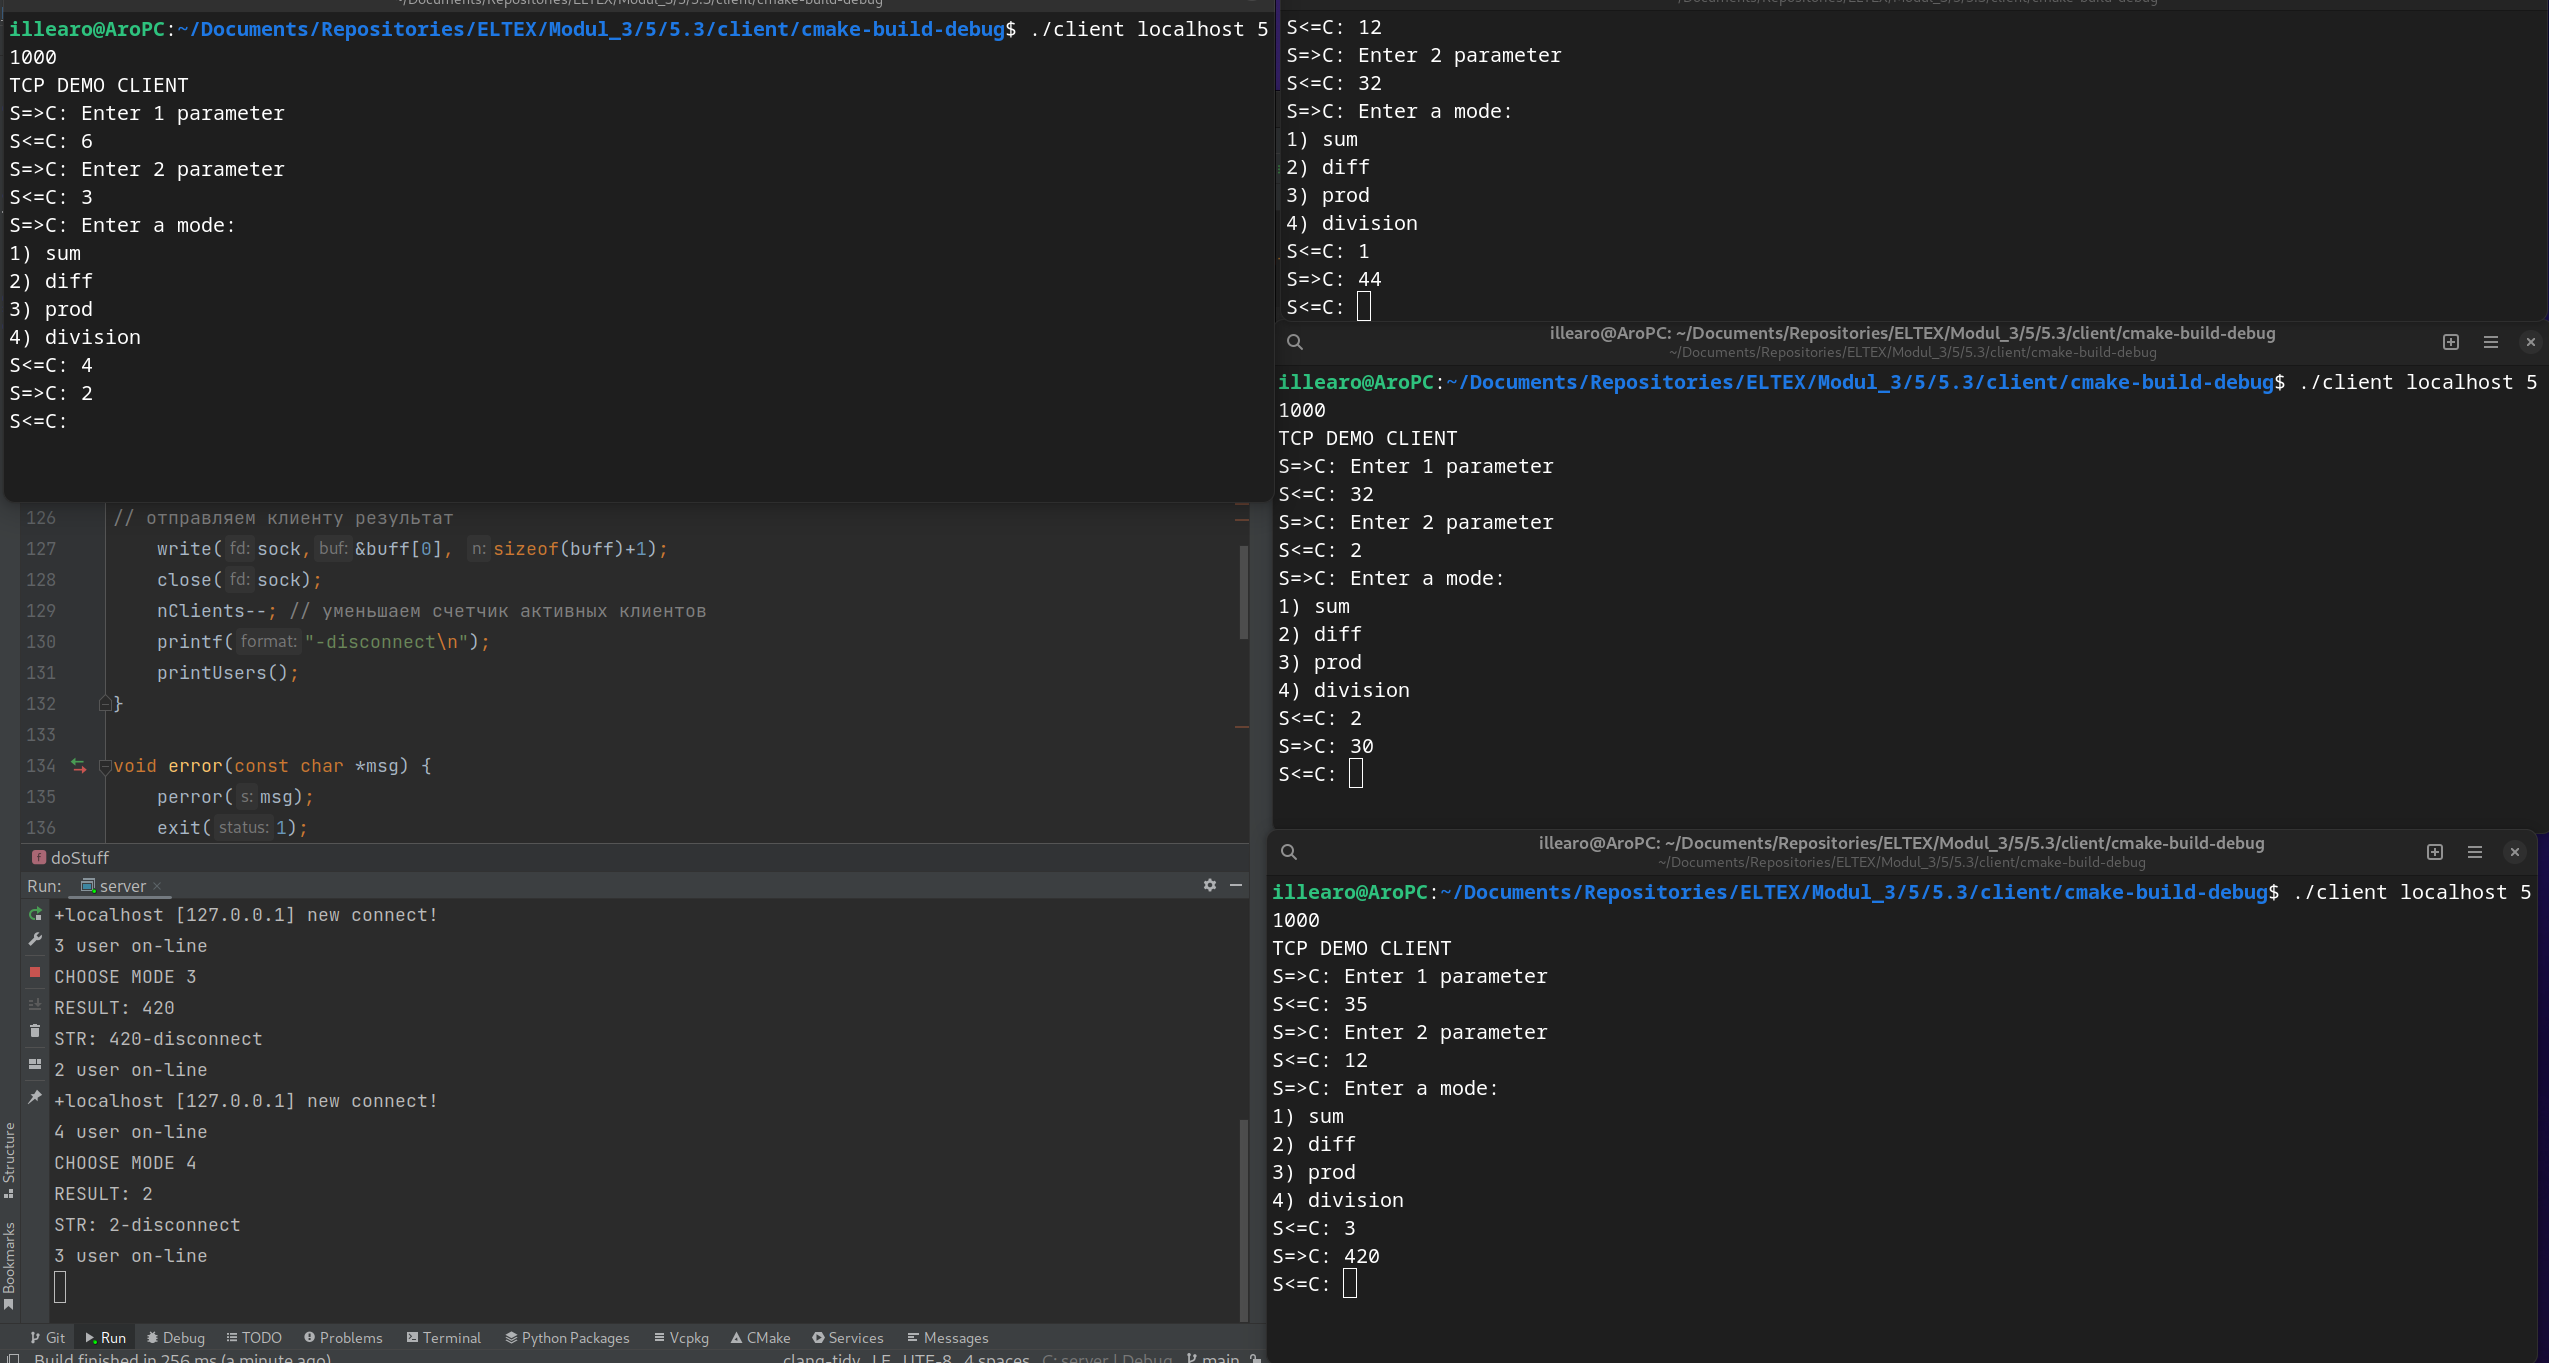 ~/Documents/Repositories/ELTEX/Modul_3/5/5.3/client/cmake-build-debug
illearo@AroPC:~/Documents/Repositories/ELTEX/Modul_3/5/5.3/client/cmake-build-debug$ ./client localhost 5
1000
TCP DEMO CLIENT
S=>C: Enter 1 parameter
S<=C: 6
S=>C: Enter 2 parameter
S<=C: 3
S=>C: Enter a mode:
1) sum
2) diff
3) prod
4) division
S<=C: 4
S=>C: 2
S<=C:
126 // отправляем клиенту результат
127 write( fd: sock, buf: &buff[0], n: sizeof(buff)+1);
128 close( fd: sock);
129 nClients--; // уменьшаем счетчик активных клиентов
130 printf( format: "-disconnect\n");
131 printUsers();
132 }
133
134 void error(const char *msg) {
135 perror( s: msg);
136 exit( status: 1);
f doStuff
Run: server
+localhost [127.0.0.1] new connect!
3 user on-line
CHOOSE MODE 3
RESULT: 420
STR: 420-disconnect
2 user on-line
+localhost [127.0.0.1] new connect!
4 user on-line
CHOOSE MODE 4
RESULT: 2
STR: 2-disconnect
3 user on-line
Structure
Bookmarks
Git Run Debug TODO Problems Terminal Python Packages Vcpkg CMake Services Messages
Build finished in 256 ms (a minute ago) clang-tidy LF UTF-8 4 spaces C: server | Debug main
~/Documents/Repositories/ELTEX/Modul_3/5/5.3/client/cmake-build-debug
S<=C: 12
S=>C: Enter 2 parameter
S<=C: 32
S=>C: Enter a mode:
1) sum
2) diff
3) prod
4) division
S<=C: 1
S=>C: 44
S<=C:
illearo@AroPC: ~/Documents/Repositories/ELTEX/Modul_3/5/5.3/client/cmake-build-debug
~/Documents/Repositories/ELTEX/Modul_3/5/5.3/client/cmake-build-debug
illearo@AroPC:~/Documents/Repositories/ELTEX/Modul_3/5/5.3/client/cmake-build-debug$ ./client localhost 5
1000
TCP DEMO CLIENT
S=>C: Enter 1 parameter
S<=C: 32
S=>C: Enter 2 parameter
S<=C: 2
S=>C: Enter a mode:
1) sum
2) diff
3) prod
4) division
S<=C: 2
S=>C: 30
S<=C:
illearo@AroPC: ~/Documents/Repositories/ELTEX/Modul_3/5/5.3/client/cmake-build-debug
~/Documents/Repositories/ELTEX/Modul_3/5/5.3/client/cmake-build-debug
illearo@AroPC:~/Documents/Repositories/ELTEX/Modul_3/5/5.3/client/cmake-build-debug$ ./client localhost 5
1000
TCP DEMO CLIENT
S=>C: Enter 1 parameter
S<=C: 35
S=>C: Enter 2 parameter
S<=C: 12
S=>C: Enter a mode:
1) sum
2) diff
3) prod
4) division
S<=C: 3
S=>C: 420
S<=C: